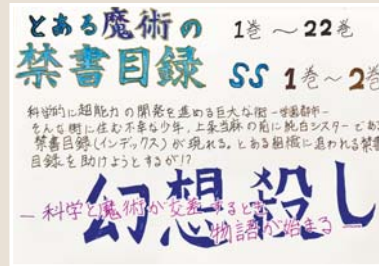 とある魔術の
禁書目録
1巻～22巻
SS 1巻～2巻
科学的に超能力の開発を進める巨大な街-学園都市-
そんな街に住む不幸な少年、上条当麻の前に純白シスターであ
禁書目録(インデックス)が現れる。とある組織に追われる禁書
目録を助けようとするが!?
幻想殺し
―科学と魔術が交差するとき
物語が始まる―